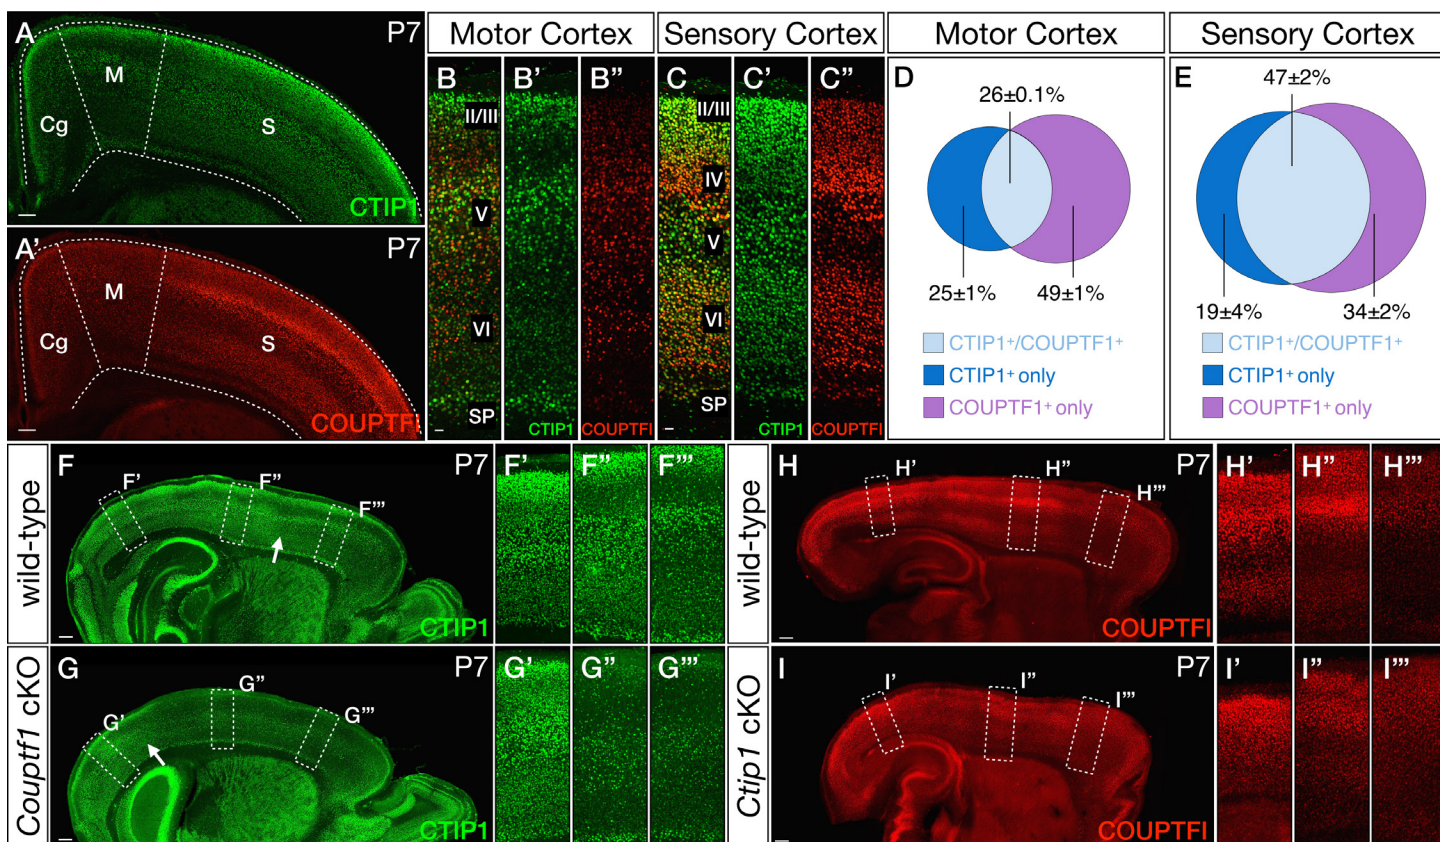 A
P7
M
Cg
S
CTIP1
A'
P7
M
Cg
S
COUPTFI
Motor Cortex
Sensory Cortex
B
B'
B"
II/III
V
VI
SP
CTIP1
COUPTFI
C
C'
C"
II/III
IV
V
VI
SP
CTIP1
COUPTFI
Motor Cortex
D
26±0.1%
25±1%
49±1%
CTIP1+/COUPTF1+
CTIP1+ only
COUPTF1+ only
Sensory Cortex
E
47±2%
19±4%
34±2%
CTIP1+/COUPTF1+
CTIP1+ only
COUPTF1+ only
wild-type
F
P7
F'
F"
F'"
CTIP1
F'
F"
F'"
wild-type
H
P7
H'
H"
H'"
COUPTFI
H'
H"
H'"
Couptf1 cKO
G
P7
G'
G"
G'"
CTIP1
G'
G"
G'"
Ctip1 cKO
I
P7
I'
I"
I'"
COUPTFI
I'
I"
I'"